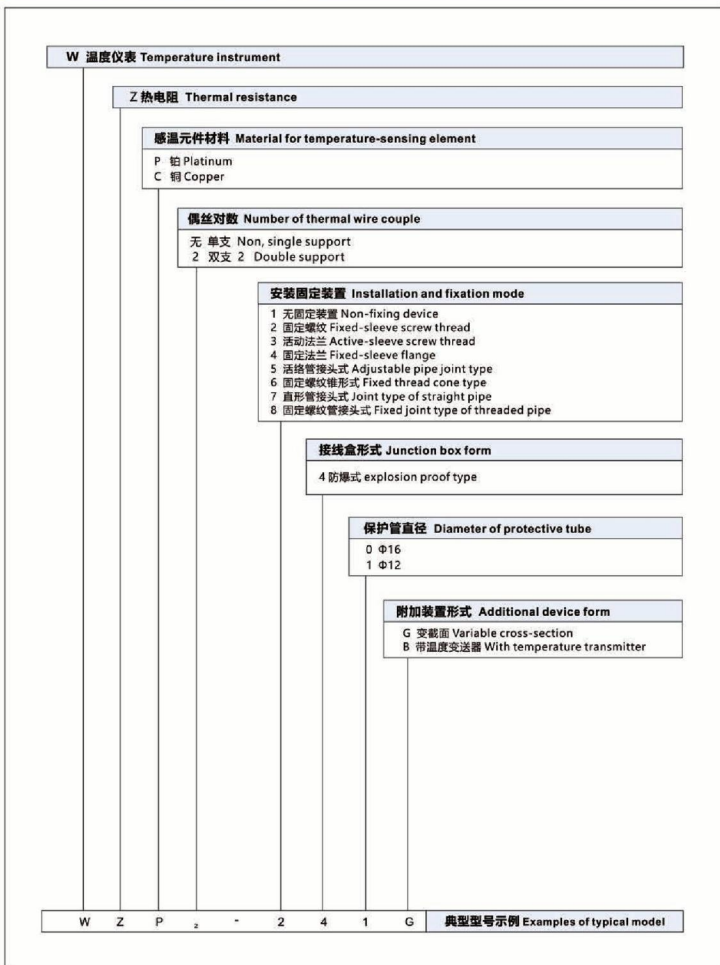 W 温度仪表 Temperature instrument
Z 热电阻 Thermal resistance
感温元件材料 Material for temperature-sensing element
P 铂 Platinum
C 铜 Copper
偶丝对数 Number of thermal wire couple
无 单支 Non, single support
2 双支 2 Double support
安装固定装置 Installation and fixation mode
1 无固定装置 Non-fixing device
2 固定螺纹 Fixed-sleeve screw thread
3 活动法兰 Active-sleeve screw thread
4 固定法兰 Fixed-sleeve flange
5 活络管接头式 Adjustable pipe joint type
6 固定螺纹锥形式 Fixed thread cone type
7 直形管接头式 Joint type of straight pipe
8 固定螺纹管接头式 Fixed joint type of threaded pipe
接线盒形式 Junction box form
4 防爆式 explosion proof type
保护管直径 Diameter of protective tube
0 Φ16
1 Φ12
附加装置形式 Additional device form
G 变截面 Variable cross-section
B 带温度变送器 With temperature transmitter
W Z P ₂ - 2 4 1 G 典型型号示例 Examples of typical model